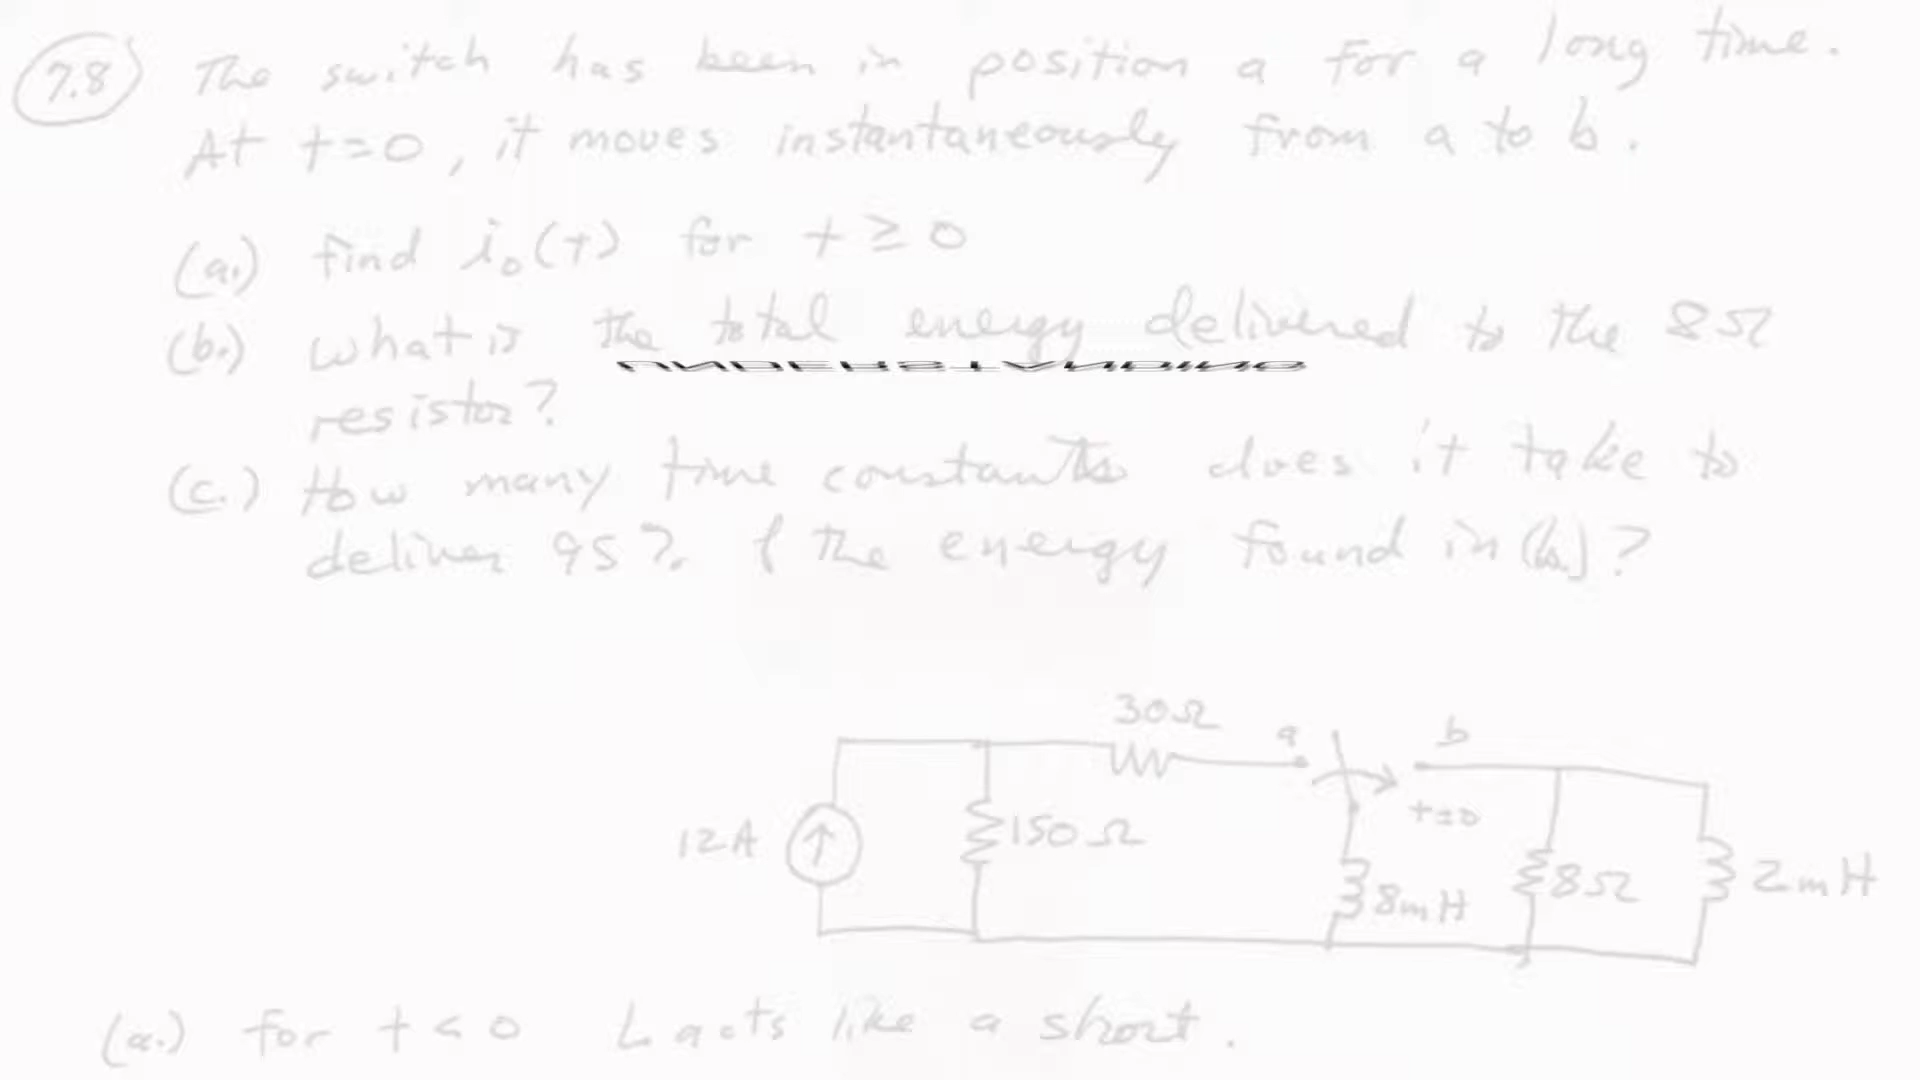 7.8 The switch has been in position a for a long time.
At t=0, it moves instantaneously from a to b.
(a.) find i₀(t) for t ≥ 0
(b.) what is the total energy delivered to the 8Ω
UNDERSTANDING
resistor?
(c.) How many time constants does it take to
deliver 95% of the energy found in (b.)?
30Ω
a
b
12A
150Ω
t=0
8mH
8Ω
2mH
(a.) for t<0 L acts like a short.